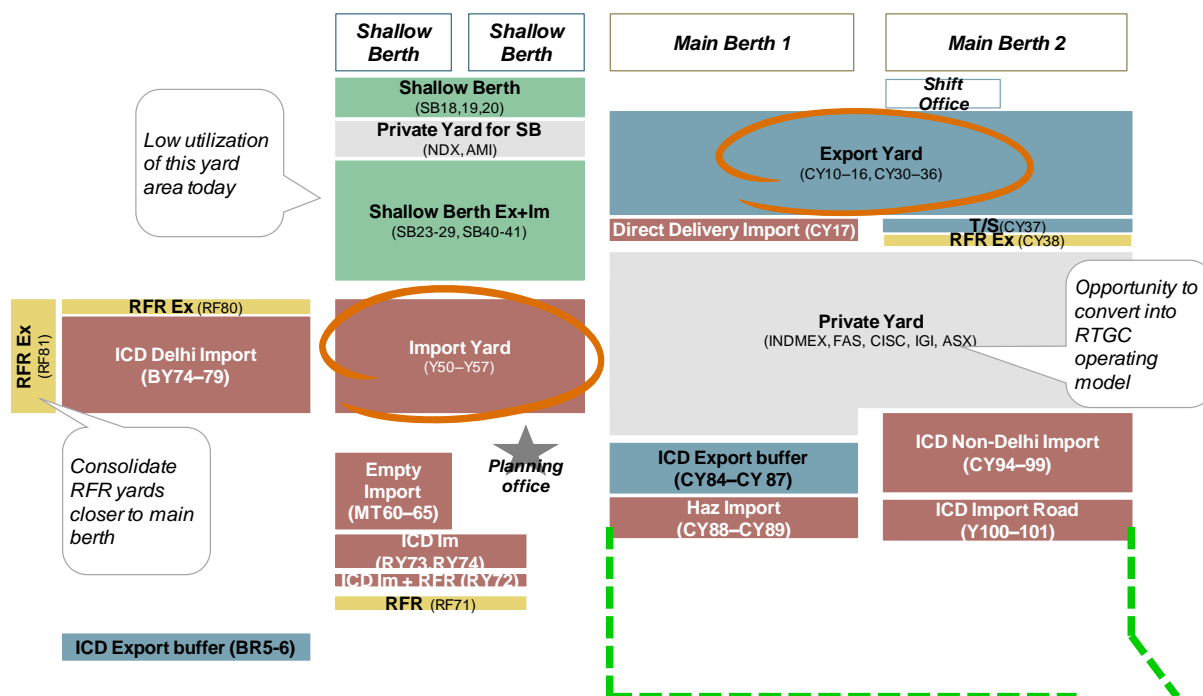 Shallow
Berth
Shallow
Berth
Main Berth 1
Main Berth 2
Shift
Office
Shallow Berth
(SB18,19,20)
Private Yard for SB
(NDX, AMI)
Shallow Berth Ex+Im
(SB23-29, SB40-41)
Low utilization
of this yard
area today
Export Yard
(CY10–16, CY30–36)
Direct Delivery Import (CY17)
T/S(CY37)
RFR Ex (CY38)
RFR Ex
(RF81)
RFR Ex (RF80)
ICD Delhi Import
(BY74–79)
Import Yard
(Y50–Y57)
Private Yard
(INDMEX, FAS, CISC, IGI, ASX)
Opportunity to
convert into
RTGC
operating
model
Consolidate
RFR yards
closer to main
berth
Planning
office
Empty
Import
(MT60–65)
ICD Im
(RY73,RY74)
ICD Im + RFR (RY72)
RFR (RF71)
ICD Export buffer
(CY84–CY 87)
Haz Import
(CY88–CY89)
ICD Non-Delhi Import
(CY94–99)
ICD Import Road
(Y100–101)
ICD Export buffer (BR5-6)